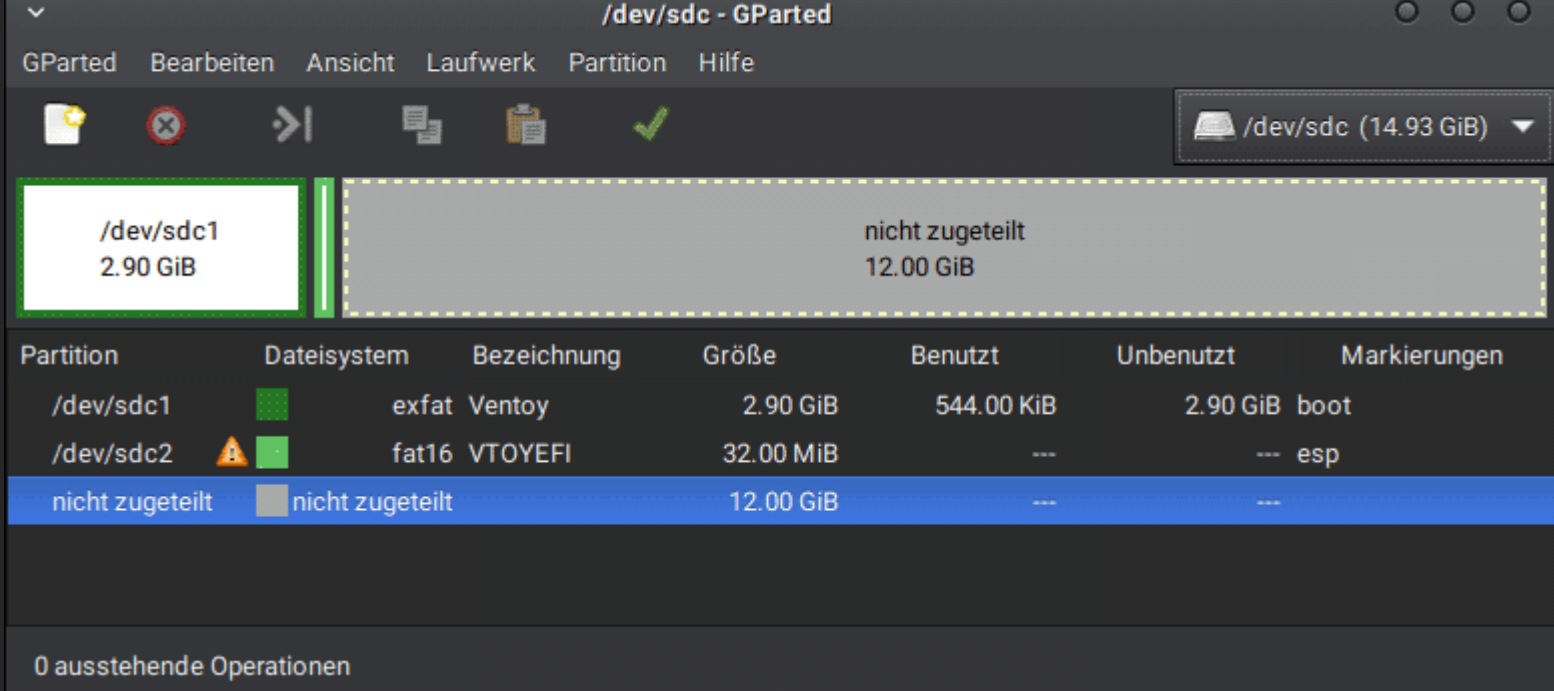 /dev/sdc - GParted
GParted Bearbeiten Ansicht Laufwerk Partition Hilfe
/dev/sdc (14.93 GiB)
/dev/sdc1
2.90 GiB
nicht zugeteilt
12.00 GiB
Partition Dateisystem Bezeichnung Größe Benutzt Unbenutzt Markierungen
/dev/sdc1 exfat Ventoy 2.90 GiB 544.00 KiB 2.90 GiB boot
/dev/sdc2 fat16 VTOYEFI 32.00 MiB --- --- esp
nicht zugeteilt nicht zugeteilt 12.00 GiB --- ---
0 ausstehende Operationen